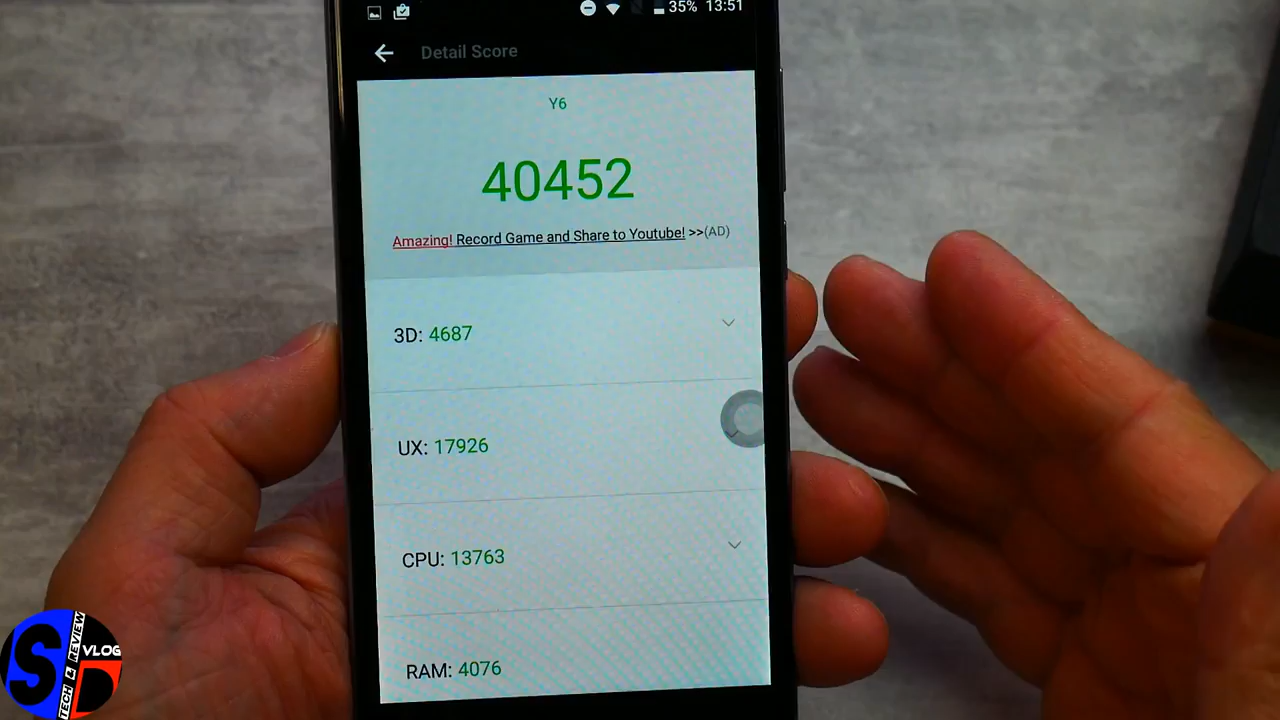 35% 13:51
Detail Score
Y6
40452
Amazing! Record Game and Share to Youtube! >>(AD)
3D: 4687
UX: 17926
CPU: 13763
RAM: 4076
SD
TECH & REVIEW
VLOG